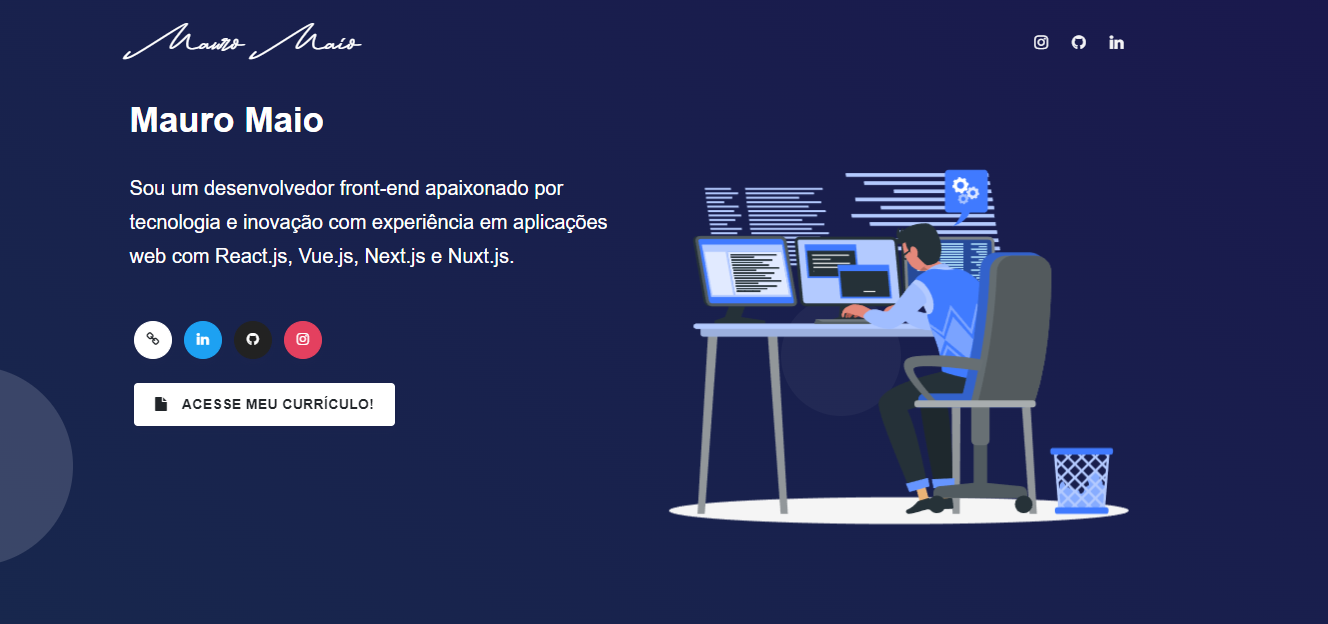 Mauro Maio
Mauro Maio
Sou um desenvolvedor front-end apaixonado por
tecnologia e inovação com experiência em aplicações
web com React.js, Vue.js, Next.js e Nuxt.js.
ACESSE MEU CURRÍCULO!